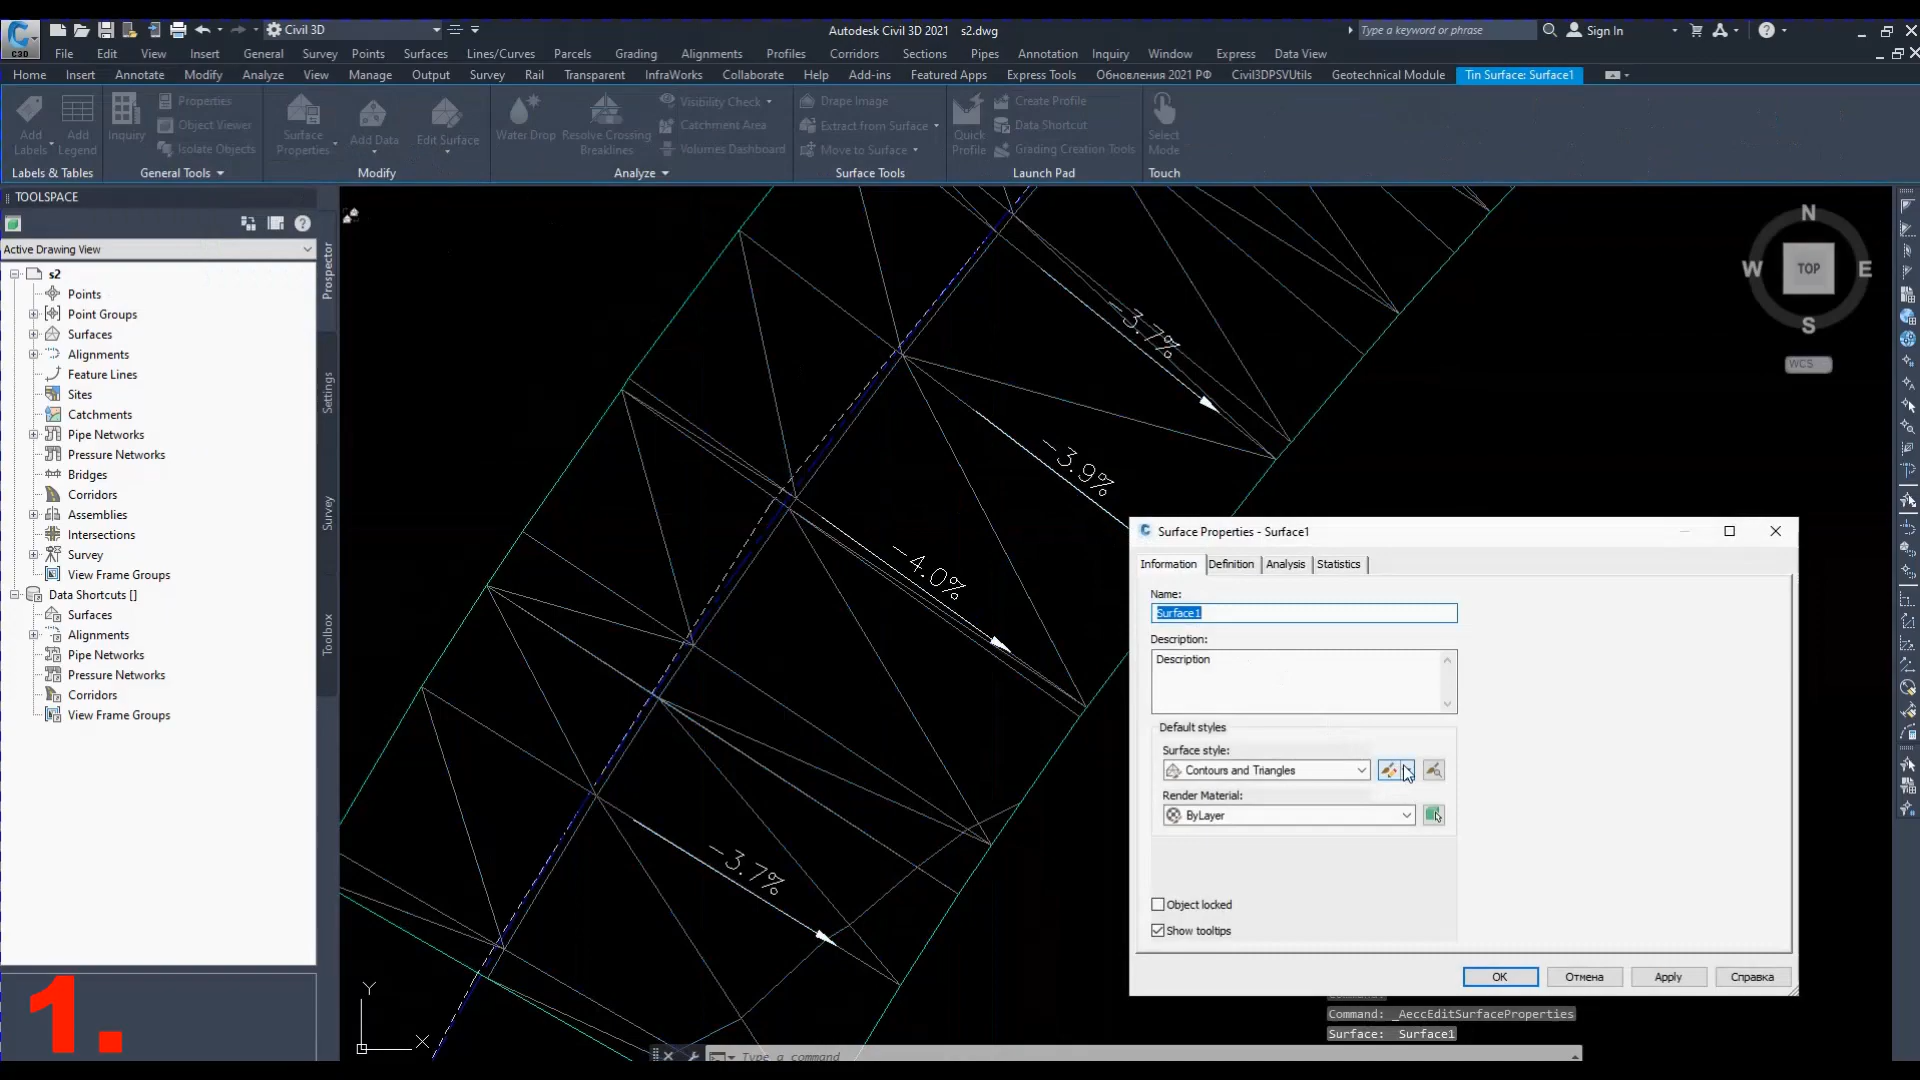 C3D
Civil 3D
Autodesk Civil 3D 2021 s2.dwg
Type a keyword or phrase
Sign In
File Edit View Insert General Survey Points Surfaces Lines/Curves Parcels Grading Alignments Profiles Corridors Sections Pipes Annotation Inquiry Window Express Data View
Home Insert Annotate Modify Analyze View Manage Output Survey Rail Transparent InfraWorks Collaborate Help Add-ins Featured Apps Express Tools Обновления 2021 РФ Civil3DPSVUtils Geotechnical Module Tin Surface: Surface1
Add Labels
Add Legend
Labels & Tables
Inquiry
Properties
Object Viewer
Isolate Objects
General Tools
Surface Properties
Add Data
Edit Surface
Modify
Water Drop
Resolve Crossing Breaklines
Visibility Check
Catchment Area
Volumes Dashboard
Analyze
Drape Image
Extract from Surface
Move to Surface
Surface Tools
Quick Profile
Create Profile
Data Shortcut
Grading Creation Tools
Launch Pad
Select Mode
Touch
TOOLSPACE
Active Drawing View
s2
Points
Point Groups
Surfaces
Alignments
Feature Lines
Sites
Catchments
Pipe Networks
Pressure Networks
Bridges
Corridors
Assemblies
Intersections
Survey
View Frame Groups
Data Shortcuts []
Surfaces
Alignments
Pipe Networks
Pressure Networks
Corridors
View Frame Groups
Prospector
Settings
Survey
Toolbox
1.
-3.7%
-3.9%
-4.0%
-3.7%
Y
X
N
W TOP E
S
WCS
Surface Properties - Surface1
Information Definition Analysis Statistics
Name:
Surface1
Description:
Description
Default styles
Surface style:
Contours and Triangles
Render Material:
ByLayer
Object locked
Show tooltips
OK Отмена Apply Справка
Command: _AeccEditSurfaceProperties
Surface: Surface1
Type a command